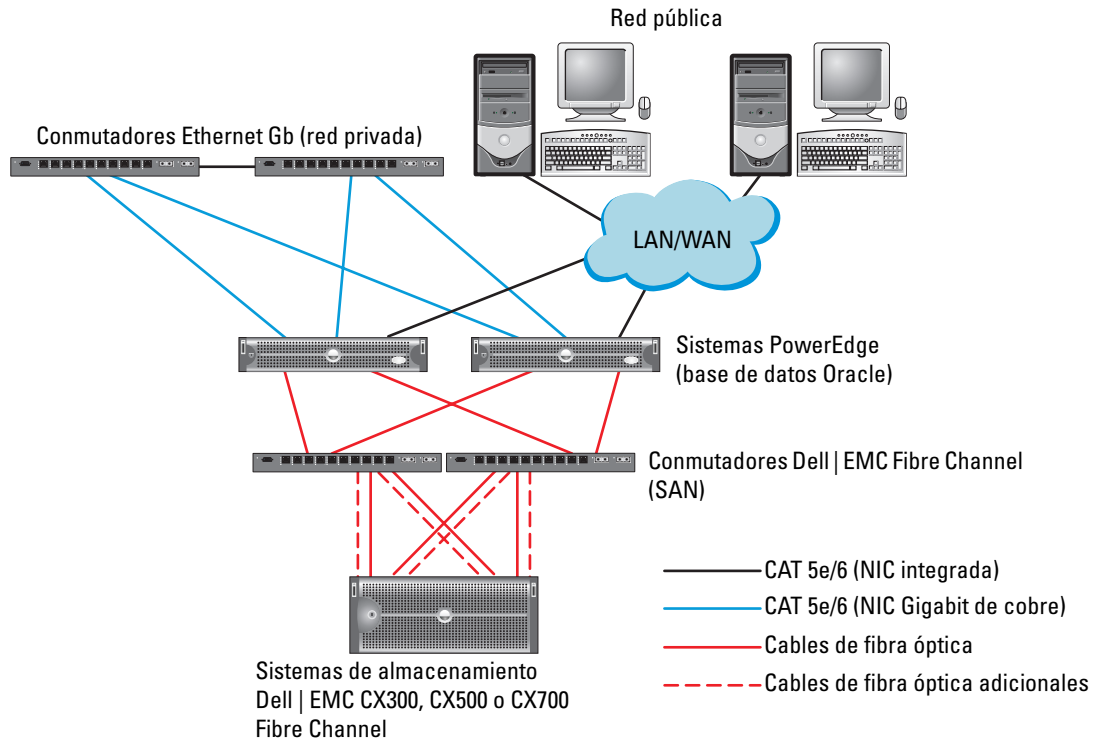 Red pública
Conmutadores Ethernet Gb (red privada)
LAN/WAN
Sistemas PowerEdge
(base de datos Oracle)
Conmutadores Dell | EMC Fibre Channel
(SAN)
CAT 5e/6 (NIC integrada)
CAT 5e/6 (NIC Gigabit de cobre)
Cables de fibra óptica
Cables de fibra óptica adicionales
Sistemas de almacenamiento
Dell | EMC CX300, CX500 o CX700
Fibre Channel